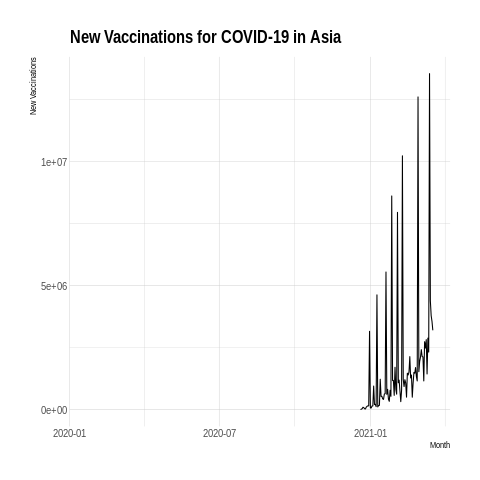 New Vaccinations for COVID-19 in Asia
New Vaccinations
1e+07
5e+06
0e+00
2020-01 2020-07 2021-01
Month